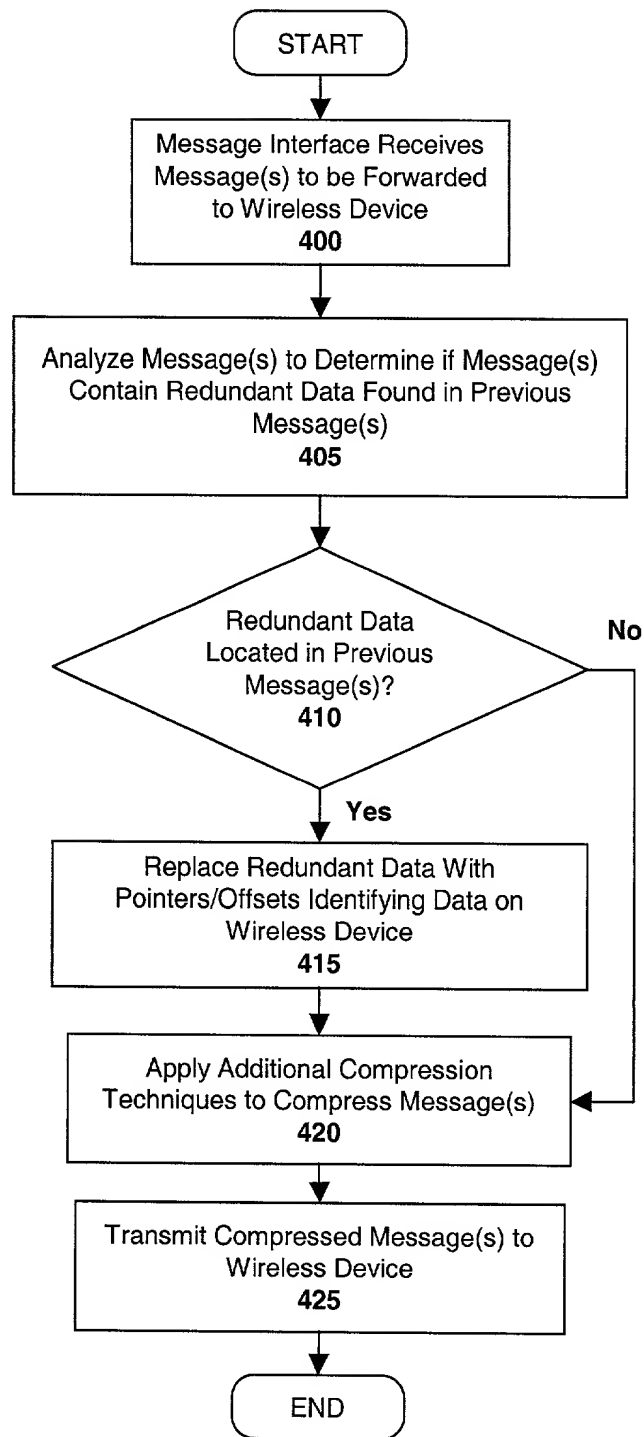 START
Message Interface Receives
Message(s) to be Forwarded
to Wireless Device
400
Analyze Message(s) to Determine if Message(s)
Contain Redundant Data Found in Previous
Message(s)
405
Redundant Data
Located in Previous
Message(s)?
410
No
Yes
Replace Redundant Data With
Pointers/Offsets Identifying Data on
Wireless Device
415
Apply Additional Compression
Techniques to Compress Message(s)
420
Transmit Compressed Message(s) to
Wireless Device
425
END